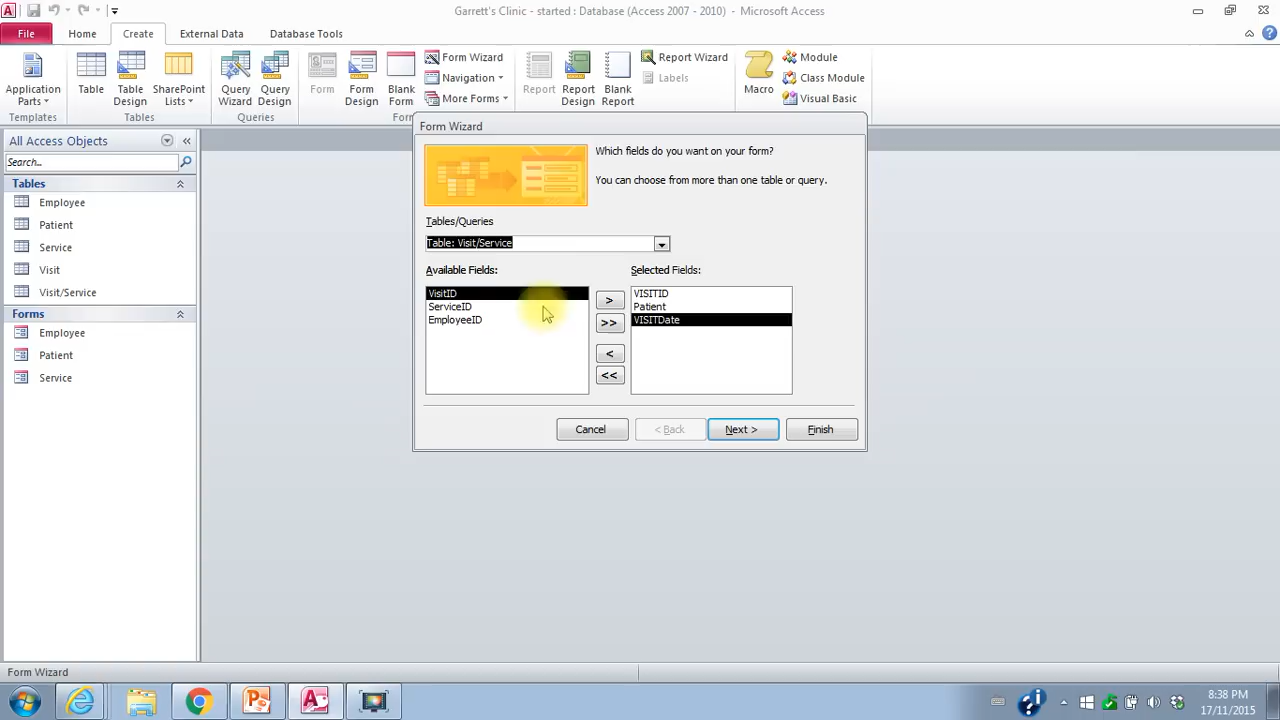 Garrett's Clinic - started : Database (Access 2007 - 2010) - Microsoft Access
File Home Create External Data Database Tools
Application Parts
Table
Table Design
SharePoint Lists
Query Wizard
Query Design
Form
Form Design
Blank Form
Form Wizard
Navigation
More Forms
Report
Report Design
Blank Report
Report Wizard
Labels
Macro
Module
Class Module
Visual Basic
Templates Tables Queries
All Access Objects
Search...
Tables
Employee
Patient
Service
Visit
Visit/Service
Forms
Employee
Patient
Service
Form Wizard
Which fields do you want on your form?
You can choose from more than one table or query.
Tables/Queries
Table: Visit/Service
Available Fields: Selected Fields:
VisitID
ServiceID
EmployeeID
>
>>
<
<<
VISITID
Patient
VISITDate
Cancel < Back Next > Finish
Form Wizard
8:38 PM
17/11/2015